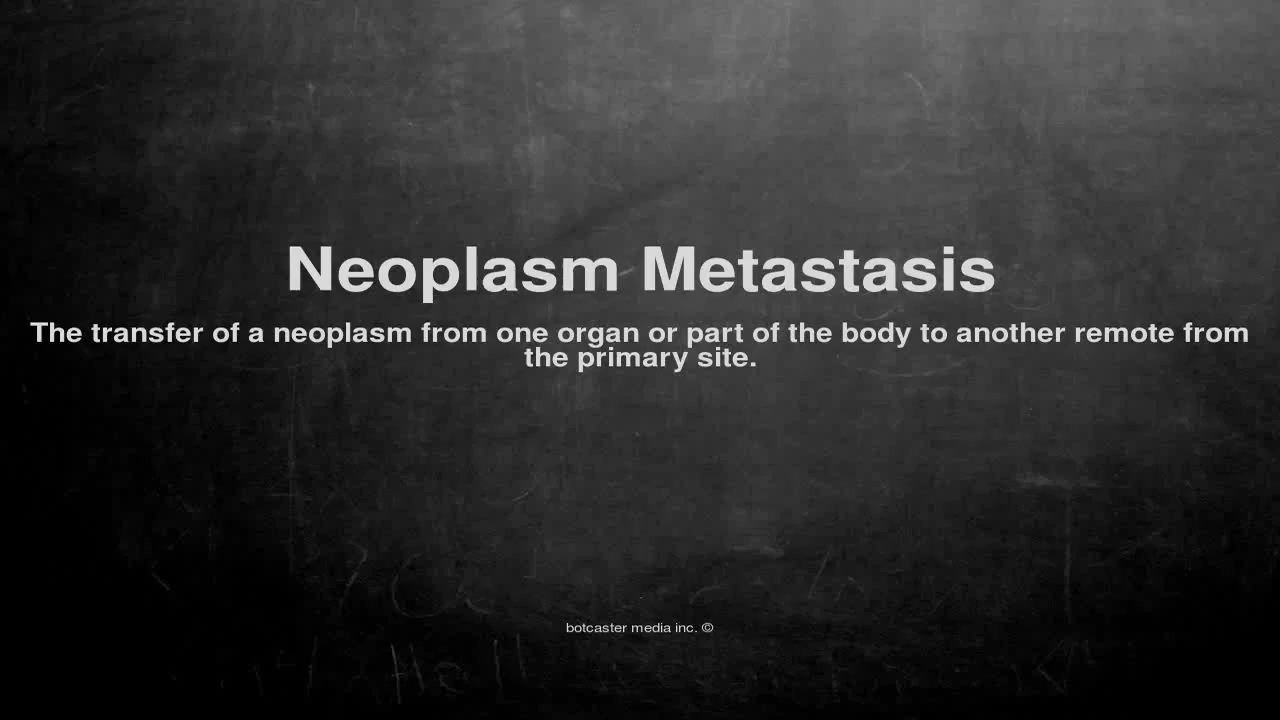 Neoplasm Metastasis
The transfer of a neoplasm from one organ or part of the body to another remote from
the primary site.
botcaster media inc. ©